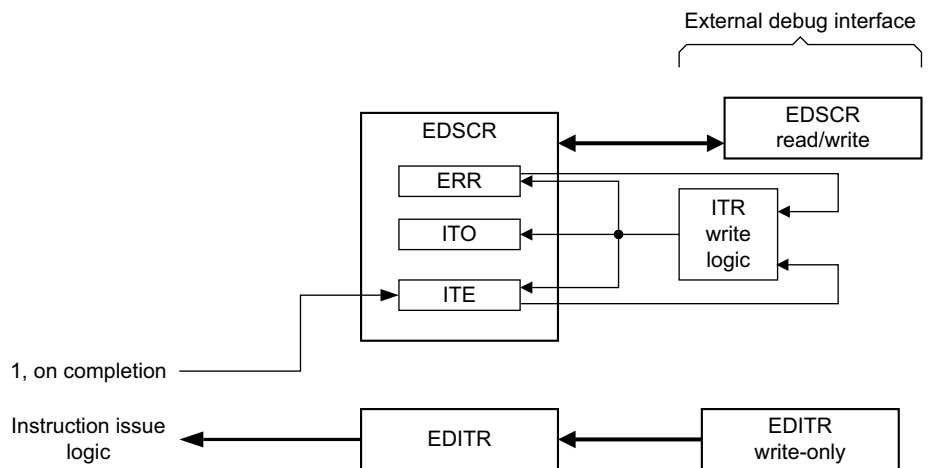 External debug interface
EDSCR
EDSCR
read/write
ERR
ITR
write
logic
ITO
ITE
1, on completion
Instruction issue
logic
EDITR
EDITR
write-only